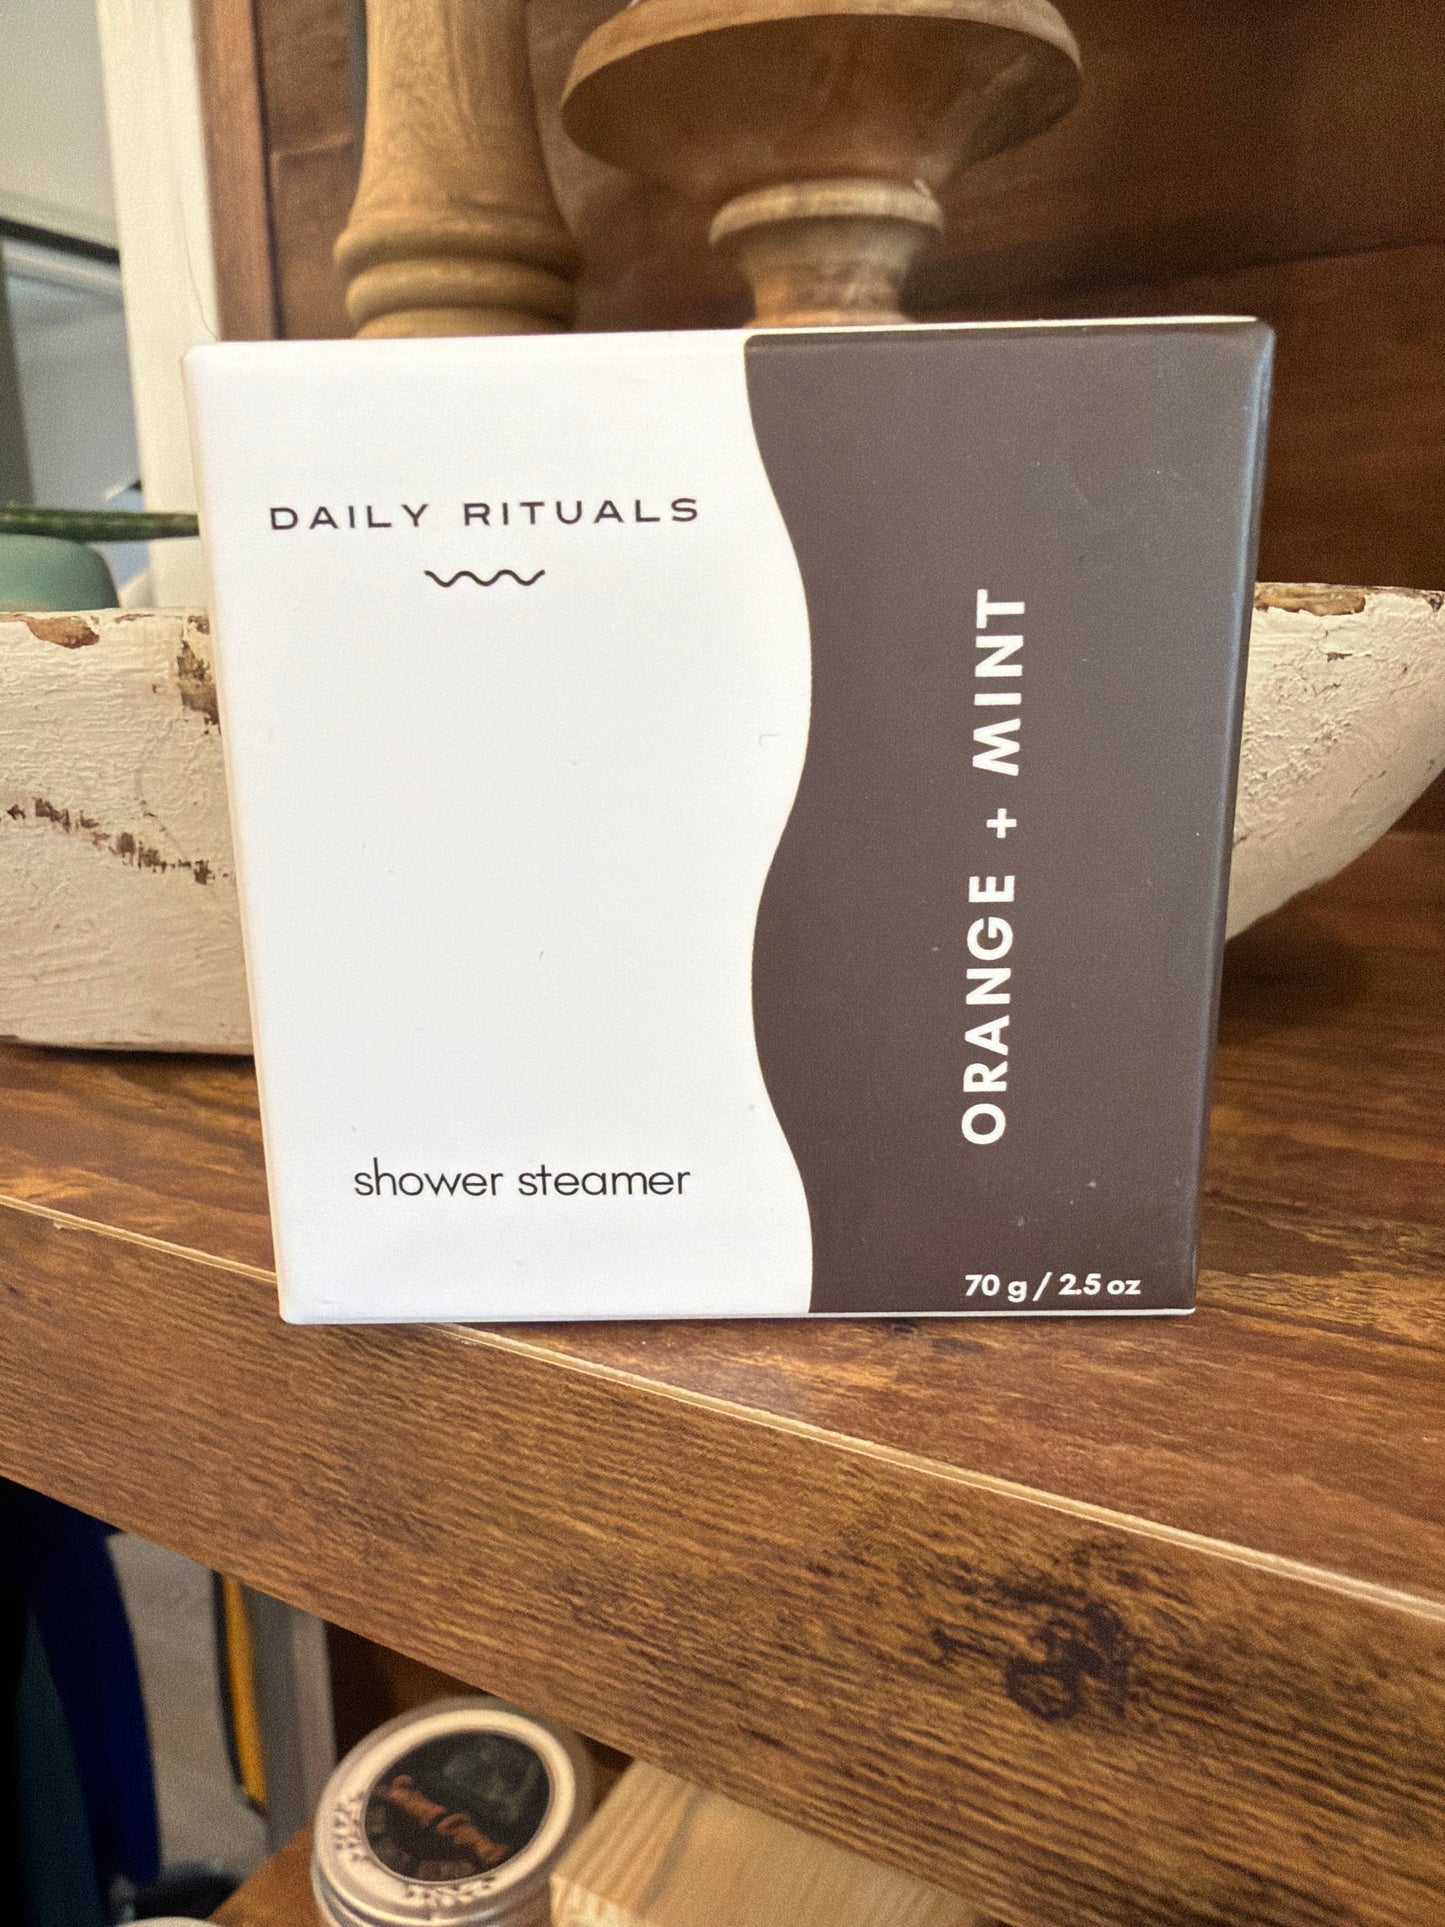 DAILY RITUALS
shower steamer
ORANGE + MINT
70 g / 2.5 oz